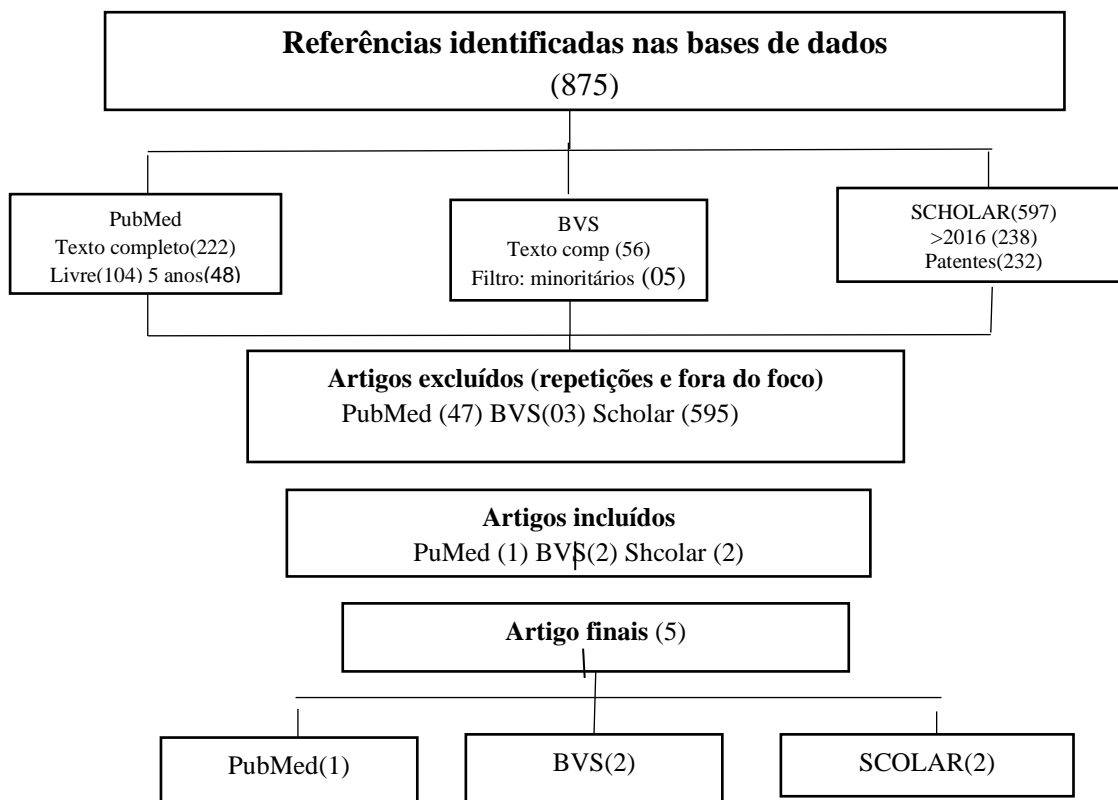 Referências identificadas nas bases de dados
(875)
PubMed
Texto completo(222)
Livre(104) 5 anos(48)
BVS
Texto comp (56)
Filtro: minoritários (05)
SCHOLAR(597)
>2016 (238)
Patentes(232)
Artigos excluídos (repetições e fora do foco)
PubMed (47) BVS(03) Scholar (595)
Artigos incluídos
PuMed (1) BVS(2) Shcolar (2)
Artigo finais (5)
PubMed(1)
BVS(2)
SCOLAR(2)